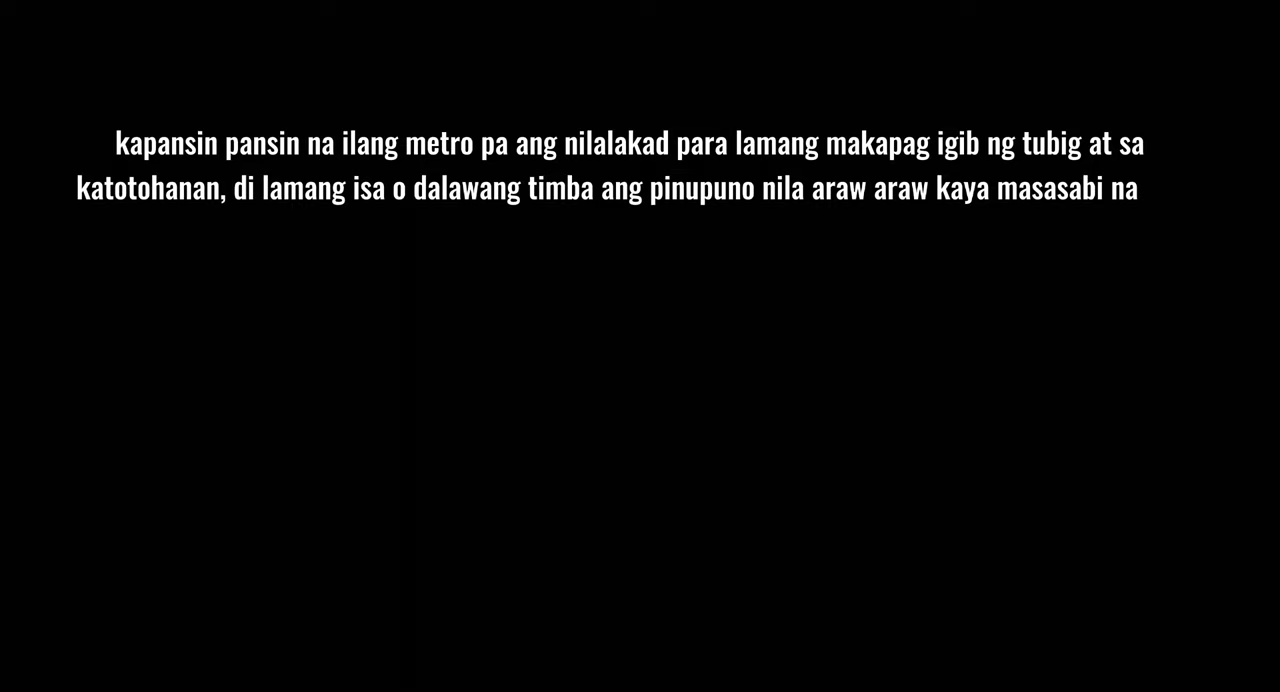 kapansin pansin na ilang metro pa ang nilalakad para lamang makapag igib ng tubig at sa
katotohanan, di lamang isa o dalawang timba ang pinupuno nila araw araw kaya masasabi na